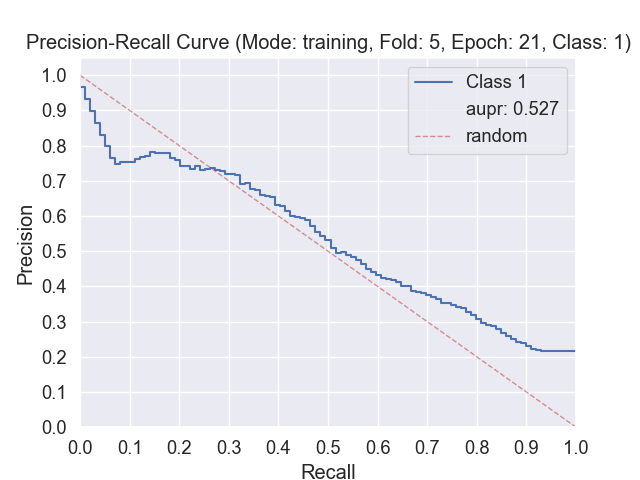 Precision-Recall Curve (Mode: training, Fold: 5, Epoch: 21, Class: 1)
1.0
0.9
0.8
0.7
0.6
0.5
0.4
0.3
0.2
0.1
0.0
Precision
Class 1
aupr: 0.527
random
0.0 0.1 0.2 0.3 0.4 0.5 0.6 0.7 0.8 0.9 1.0
Recall